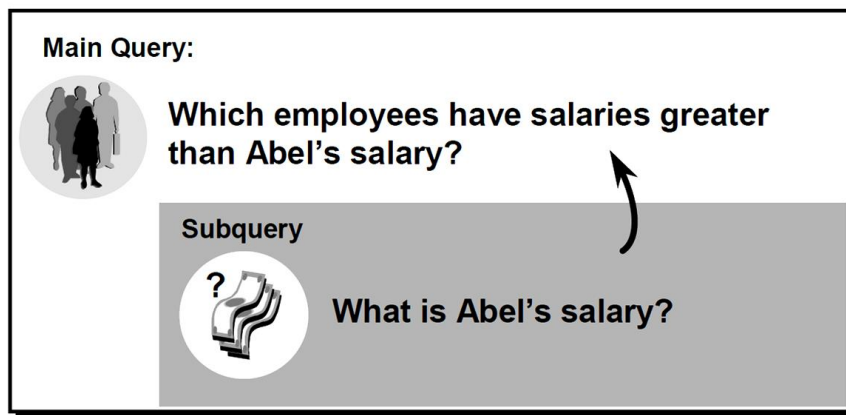 Main Query:
Which employees have salaries greater
than Abel’s salary?
Subquery
?
What is Abel’s salary?